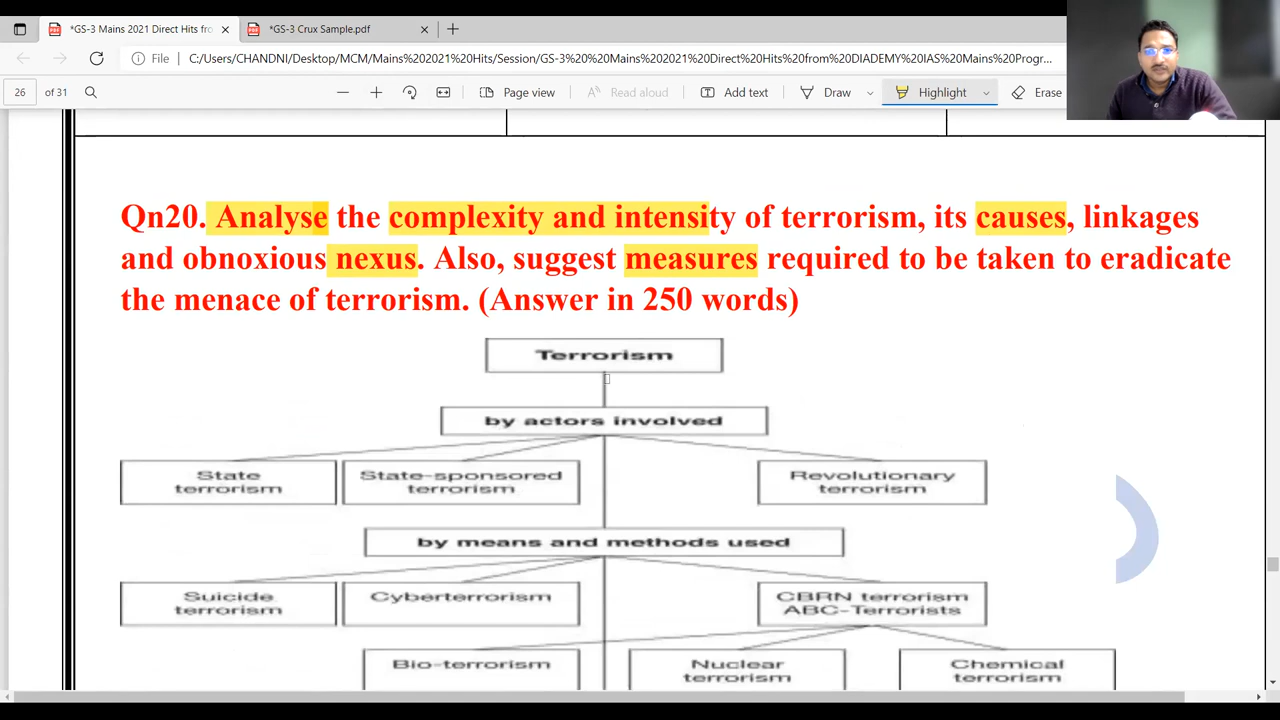 *GS-3 Mains 2021 Direct Hits fro
*GS-3 Crux Sample.pdf
File C:/Users/CHANDNI/Desktop/MCM/Mains%202021%20Direct%20Hits/Session/GS-3%20%20Mains%202021%20Direct%20Hits%20from%20DIADEMY%20IAS%20Mains%20Progr...
26 of 31 Page view Read aloud Add text Draw Highlight Erase
Qn20. Analyse the complexity and intensity of terrorism, its causes, linkages
and obnoxious nexus. Also, suggest measures required to be taken to eradicate
the menace of terrorism. (Answer in 250 words)
Terrorism
by actors involved
State
terrorism
State-sponsored
terrorism
Revolutionary
terrorism
by means and methods used
Suicide
terrorism
Cyberterrorism
CBRN terrorism
ABC-Terrorists
Bio-terrorism
Nuclear
terrorism
Chemical
terrorism